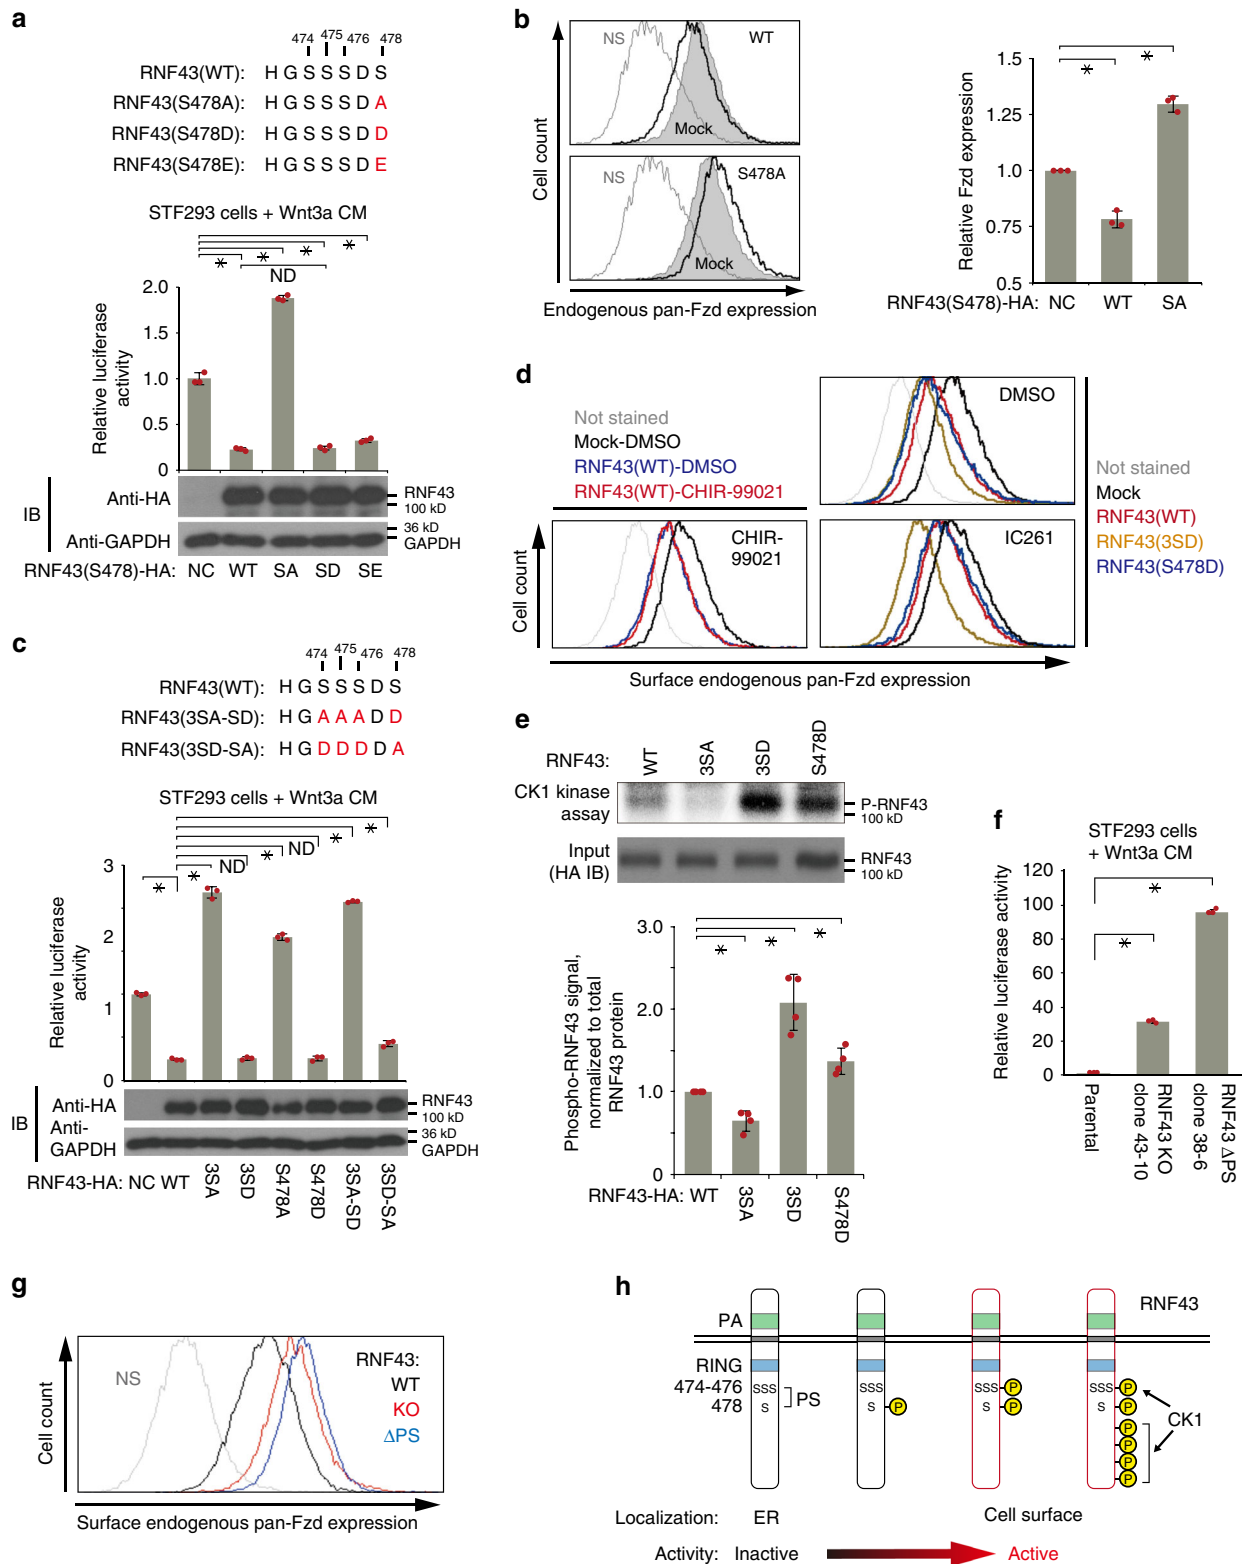 a
474 475 476 478
RNF43(WT): H G S S S D S
RNF43(S478A): H G S S S D A
RNF43(S478D): H G S S S D D
RNF43(S478E): H G S S S D E
STF293 cells + Wnt3a CM
* * * *
ND
Relative luciferase activity
2.0
1.5
1.0
0.5
0
IB
Anti-HA
RNF43
100 kD
Anti-GAPDH
36 kD
GAPDH
RNF43(S478)-HA: NC WT SA SD SE
b
NS
WT
Mock
NS
S478A
Mock
Cell count
Endogenous pan-Fzd expression
Relative Fzd expression
1.5
1.25
1.0
0.75
0.5
* *
RNF43(S478)-HA: NC WT SA
c
474 475 476 478
RNF43(WT): H G S S S D S
RNF43(3SA-SD): H G A A A D D
RNF43(3SD-SA): H G D D D D A
STF293 cells + Wnt3a CM
* * ND * ND * *
Relative luciferase activity
3
2
1
0
IB
Anti-HA
RNF43
100 kD
Anti-GAPDH
36 kD
GAPDH
RNF43-HA: NC WT 3SA 3SD S478A S478D 3SA-SD 3SD-SA
d
Not stained
Mock-DMSO
RNF43(WT)-DMSO
RNF43(WT)-CHIR-99021
DMSO
CHIR-99021
IC261
Not stained
Mock
RNF43(WT)
RNF43(3SD)
RNF43(S478D)
Cell count
Surface endogenous pan-Fzd expression
e
RNF43: WT 3SA 3SD S478D
CK1 kinase assay
P-RNF43
100 kD
Input (HA IB)
RNF43
100 kD
Phospho-RNF43 signal, normalized to total RNF43 protein
3.0
2.0
1.0
0
* * *
RNF43-HA: WT 3SA 3SD S478D
f
STF293 cells + Wnt3a CM
Relative luciferase activity
120
100
80
60
40
20
0
* *
Parental
RNF43 KO clone 43-10
RNF43 ΔPS clone 38-6
g
NS
RNF43:
WT
KO
ΔPS
Cell count
Surface endogenous pan-Fzd expression
h
RNF43
PA
RING
474-476 SSS SSS SSS P SSS P
478 S S P S P S P
PS
CK1
P
P
P
P
Localization: ER Cell surface
Activity: Inactive Active